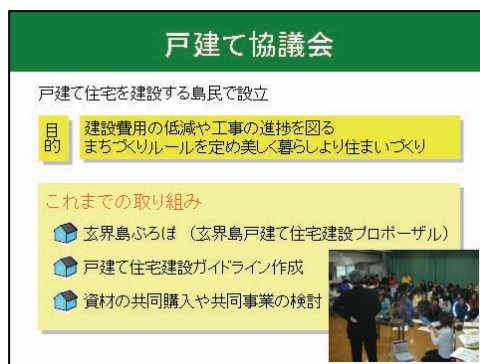 戸建て協議会
戸建て住宅を建設する島民で設立
目的
建設費用の低減や工事の進捗を図る
まちづくりルールを定め美しく暮らしより住まいづくり
これまでの取り組み
玄界島ぷろぽ（玄界島戸建て住宅建設プロポーザル）
戸建て住宅建設ガイドライン作成
資材の共同購入や共同事業の検討